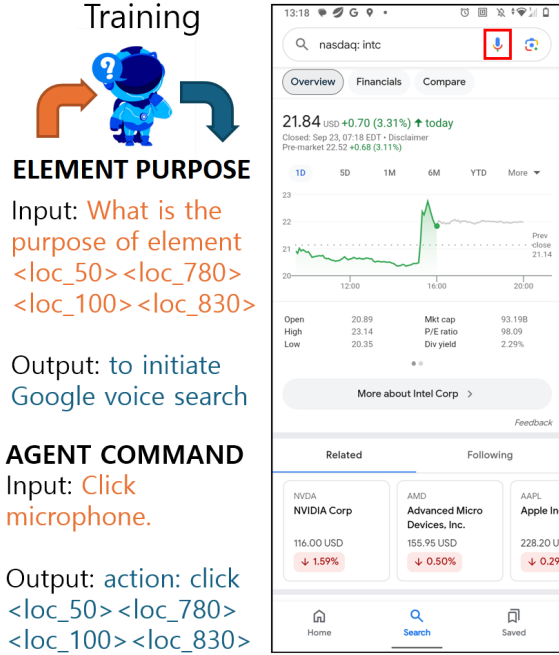 Training
?
ELEMENT PURPOSE
Input: What is the
purpose of element
<loc_50><loc_780>
<loc_100><loc_830>
Output: to initiate
Google voice search
AGENT COMMAND
Input: Click
microphone.
Output: action: click
<loc_50><loc_780>
<loc_100><loc_830>
13:18
nasdaq: intc
Overview Financials Compare
21.84 USD +0.70 (3.31%) ↑ today
Closed: Sep 23, 07:18 EDT • Disclaimer
Pre-market 22.52 +0.68 (3.11%)
1D 5D 1M 6M YTD More
23
22
21
20
Prev
close
21.14
12:00 16:00 20:00
Open 20.89 Mkt cap 93.19B
High 23.14 P/E ratio 98.09
Low 20.35 Div yield 2.29%
More about Intel Corp >
Feedback
Related Following
NVDA
NVIDIA Corp
116.00 USD
↓ 1.59%
AMD
Advanced Micro
Devices, Inc.
155.95 USD
↓ 0.50%
AAPL
Apple In
228.20 U
↓ 0.29
Home Search Saved